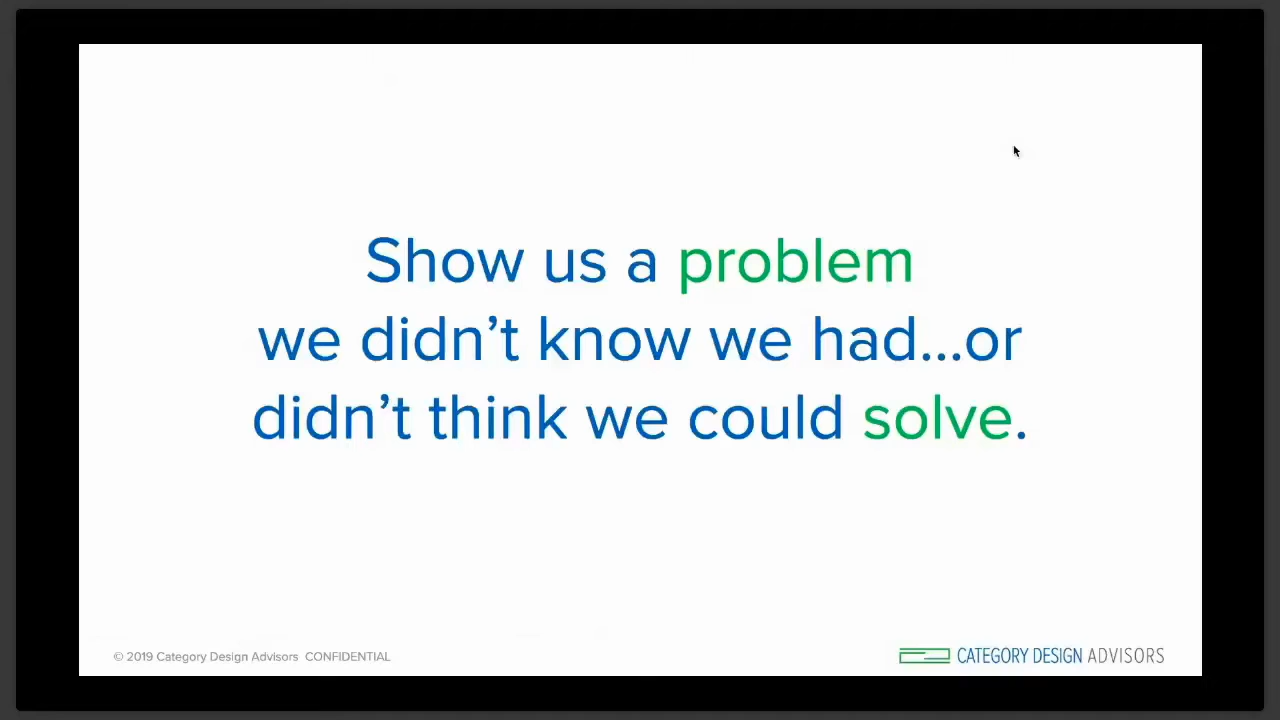 Show us a problem
we didn’t know we had...or
didn’t think we could solve.
© 2019 Category Design Advisors CONFIDENTIAL
CATEGORY DESIGN ADVISORS